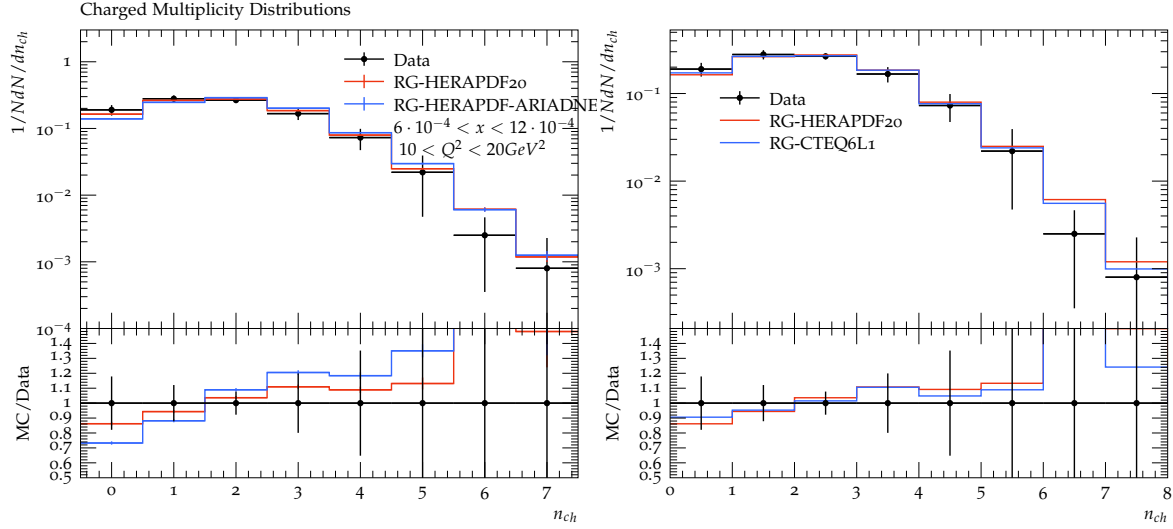 Charged Multiplicity Distributions
1/NdN/dn_ch
1
10^-1
10^-2
10^-3
10^-4
Data
RG-HERAPDF20
RG-HERAPDF-ARIADNE
6 · 10^-4 < x < 12 · 10^-4
10 < Q^2 < 20GeV^2
MC/Data
1.4
1.3
1.2
1.1
1
0.9
0.8
0.7
0.6
0.5
0 1 2 3 4 5 6 7
n_ch
1/NdN/dn_ch
1
10^-1
10^-2
10^-3
Data
RG-HERAPDF20
RG-CTEQ6L1
MC/Data
1.4
1.3
1.2
1.1
1
0.9
0.8
0.7
0.6
0.5
0 1 2 3 4 5 6 7 8
n_ch